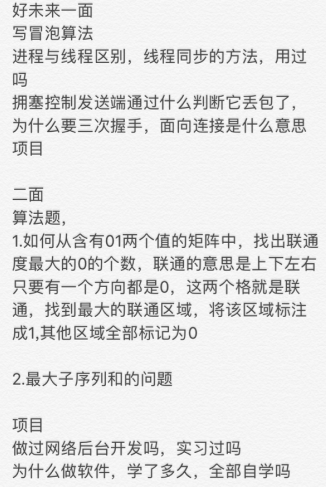 好未来一面
写冒泡算法
进程与线程区别，线程同步的方法，用过
吗
拥塞控制发送端通过什么判断它丢包了，
为什么要三次握手，面向连接是什么意思
项目
二面
算法题，
1.如何从含有01两个值的矩阵中，找出联通
度最大的0的个数，联通的意思是上下左右
只要有一个方向都是0，这两个格就是联
通，找到最大的联通区域，将该区域标注
成1,其他区域全部标记为0
2.最大子序列和的问题
项目
做过网络后台开发吗，实习过吗
为什么做软件，学了多久，全部自学吗